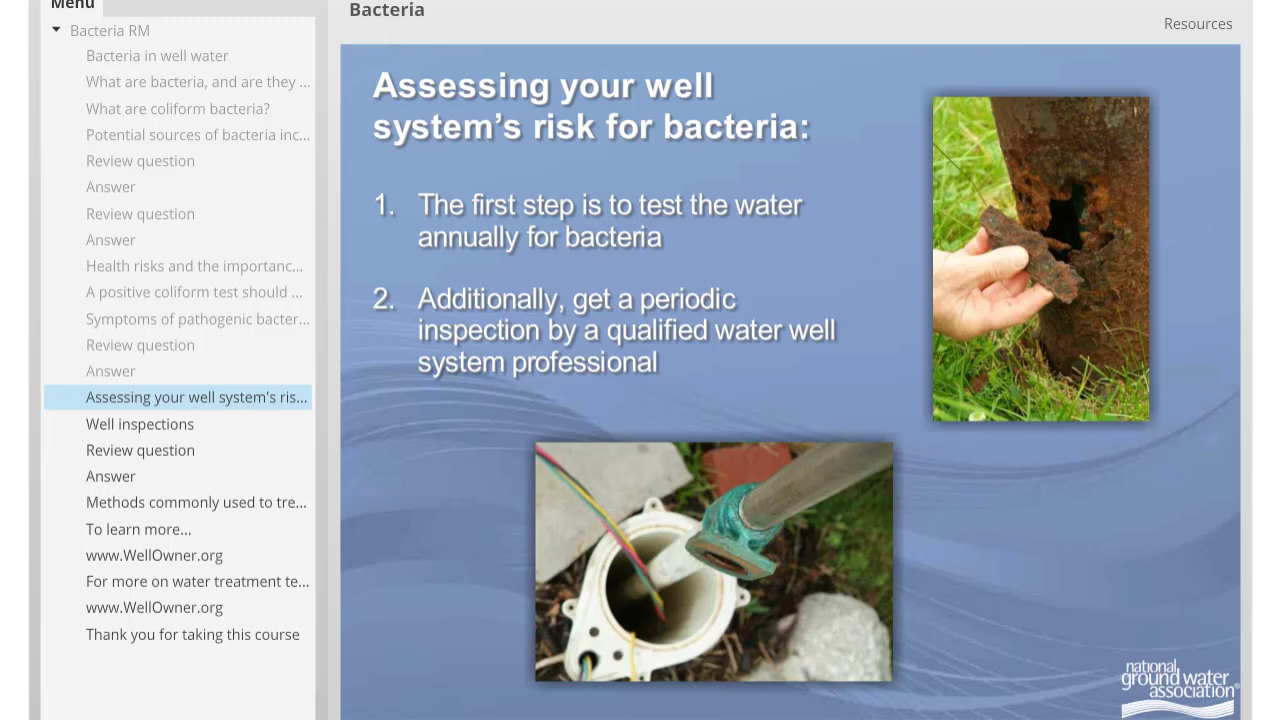 Menu
Bacteria RM
Bacteria in well water
What are bacteria, and are they ...
What are coliform bacteria?
Potential sources of bacteria inc...
Review question
Answer
Review question
Answer
Health risks and the importanc...
A positive coliform test should ...
Symptoms of pathogenic bacter...
Review question
Answer
Assessing your well system's ris...
Well inspections
Review question
Answer
Methods commonly used to tre...
To learn more...
www.WellOwner.org
For more on water treatment te...
www.WellOwner.org
Thank you for taking this course
Bacteria
Resources
Assessing your well
system's risk for bacteria:
1. The first step is to test the water
annually for bacteria
2. Additionally, get a periodic
inspection by a qualified water well
system professional
national
ground water
association®